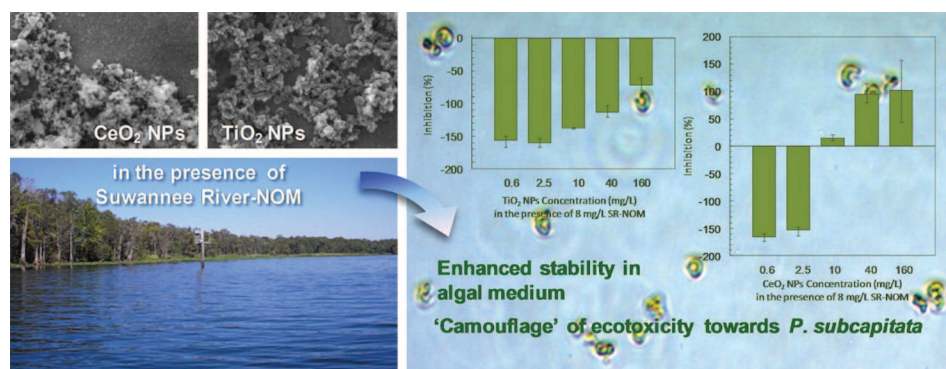 CeO₂ NPs
TiO₂ NPs
in the presence of
Suwannee River-NOM
Inhibition (%)
0
-50
-100
-150
-200
0.6 2.5 10 40 160
TiO₂ NPs Concentration (mg/L)
in the presence of 8 mg/L SR-NOM
Inhibition (%)
200
150
100
50
0
-50
-100
-150
-200
0.6 2.5 10 40 160
CeO₂ NPs Concentration (mg/L)
in the presence of 8 mg/L SR-NOM
Enhanced stability in
algal medium
‘Camouflage’ of ecotoxicity towards P. subcapitata